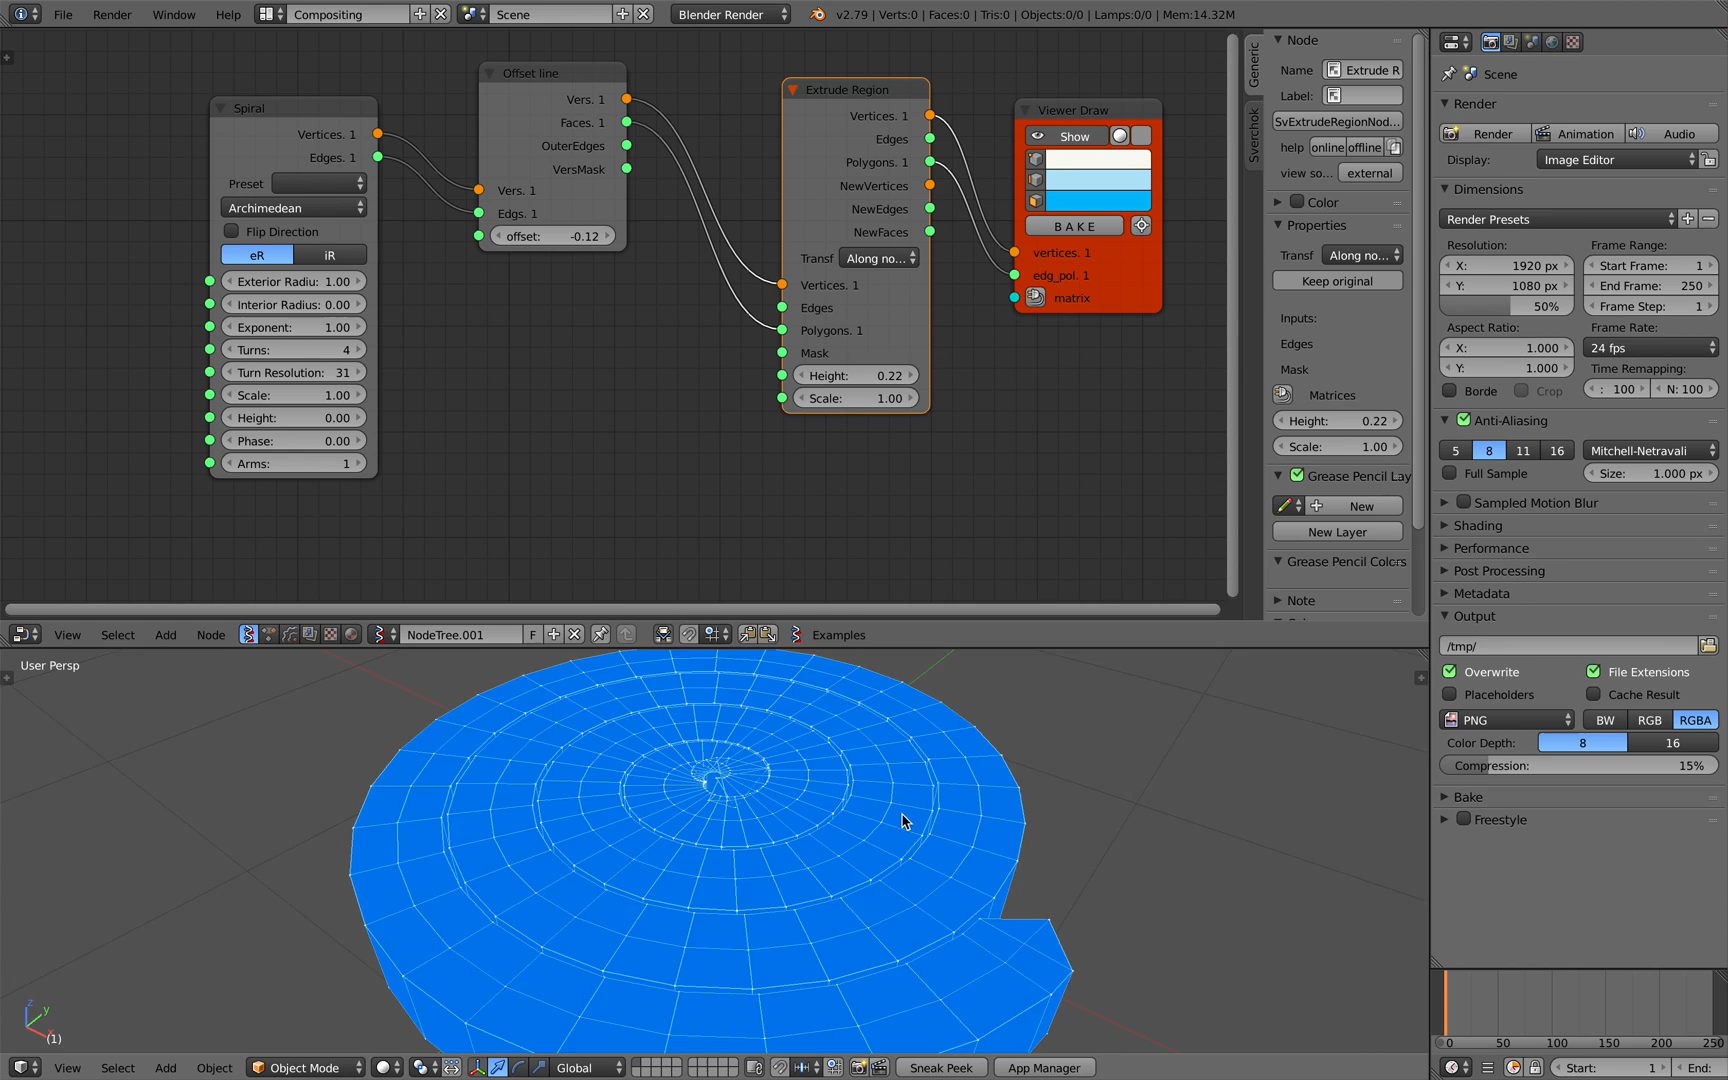 File Render Window Help Compositing Scene Blender Render v2.79 | Verts:0 | Faces:0 | Tris:0 | Objects:0/0 | Lamps:0/0 | Mem:14.32M
Spiral
Vertices. 1
Edges. 1
Preset
Archimedean
Flip Direction
eR iR
Exterior Radiu: 1.00
Interior Radius: 0.00
Exponent: 1.00
Turns: 4
Turn Resolution: 31
Scale: 1.00
Height: 0.00
Phase: 0.00
Arms: 1
Offset line
Vers. 1
Faces. 1
OuterEdges
VersMask
Vers. 1
Edgs. 1
offset: -0.12
Extrude Region
Vertices. 1
Edges
Polygons. 1
NewVertices
NewEdges
NewFaces
Transf Along no...
Vertices. 1
Edges
Polygons. 1
Mask
Height: 0.22
Scale: 1.00
Viewer Draw
Show
BAKE
vertices. 1
edg_pol. 1
matrix
Generic
Sverchok
Node
Name Extrude R
Label:
SvExtrudeRegionNod...
help online offline
view so... external
Color
Properties
Transf Along no...
Keep original
Inputs:
Edges
Mask
Matrices
Height: 0.22
Scale: 1.00
Grease Pencil Lay
New
New Layer
Grease Pencil Colors
Note
Scene
Render
Render Animation Audio
Display: Image Editor
Dimensions
Render Presets
Resolution: Frame Range:
X: 1920 px Start Frame: 1
Y: 1080 px End Frame: 250
50% Frame Step: 1
Aspect Ratio: Frame Rate:
X: 1.000 24 fps
Y: 1.000 Time Remapping:
Borde Crop : 100 N: 100
Anti-Aliasing
5 8 11 16 Mitchell-Netravali
Full Sample Size: 1.000 px
Sampled Motion Blur
Shading
Performance
Post Processing
Metadata
Output
/tmp/
Overwrite File Extensions
Placeholders Cache Result
PNG BW RGB RGBA
Color Depth: 8 16
Compression: 15%
Bake
Freestyle
View Select Add Node NodeTree.001 F Examples
User Persp
z
y
x
(1)
0 50 100 150 200 250
View Select Add Object Object Mode Global Sneak Peek App Manager
Start: 1 End: